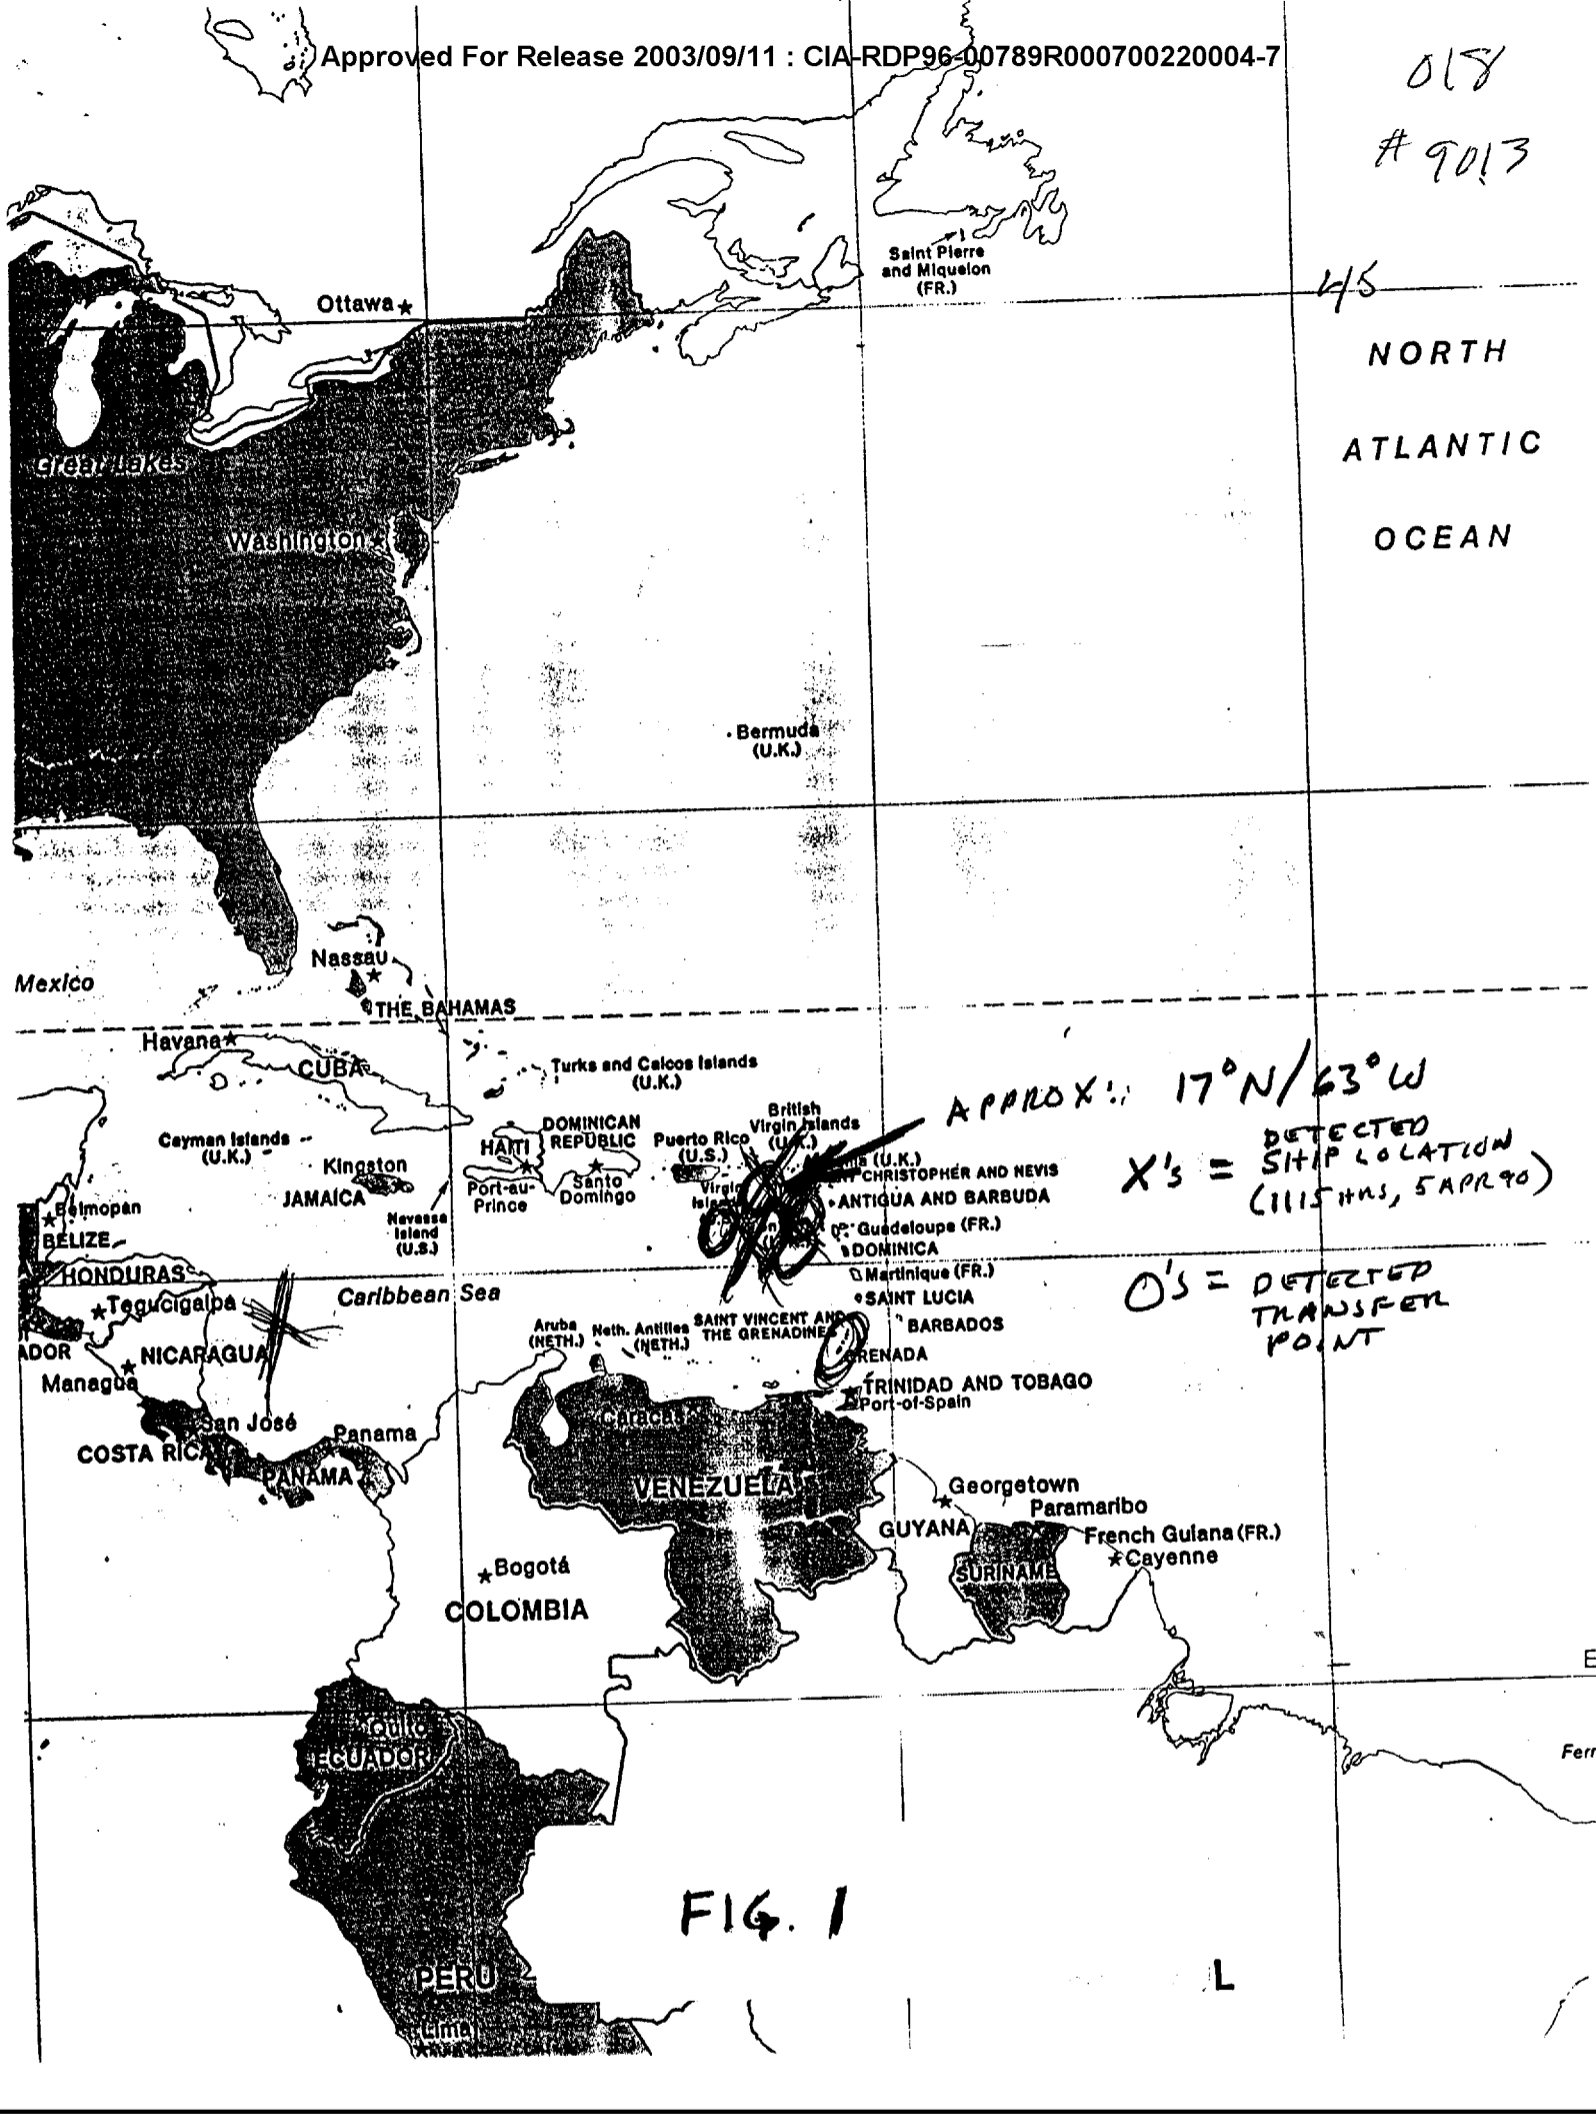 Approved For Release 2003/09/11 : CIA-RDP96-00789R000700220004-7
018
# 9013
Saint Pierre
and Miquelon
(FR.)
Ottawa
45
NORTH
ATLANTIC
OCEAN
Great Lakes
Washington
Bermuda
(U.K.)
Nassau
Mexico
THE BAHAMAS
Havana
CUBA
Turks and Caicos Islands
(U.K.)
APPROX: 17°N/63°W
British
Virgin Islands
(U.K.)
DOMINICAN
REPUBLIC
HAITI
Puerto Rico
(U.S.)
Cayman Islands
(U.K.)
Kingston
JAMAICA
Port-au-
Prince
Santo
Domingo
Virgin
(U.K.)
CHRISTOPHER AND NEVIS
X's = DETECTED
SHIP LOCATION
(1115 HRS, 5 APR 90)
ANTIGUA AND BARBUDA
Navassa
Island
(U.S.)
Guadeloupe (FR.)
DOMINICA
Belmopan
BELIZE
HONDURAS
Tegucigalpa
Caribbean Sea
Martinique (FR.)
SAINT LUCIA
O's = DETECTED
TRANSFER
POINT
Aruba
(NETH.)
Neth. Antilles
(NETH.)
SAINT VINCENT AND
THE GRENADINES
BARBADOS
ADOR
NICARAGUA
Managua
GRENADA
TRINIDAD AND TOBAGO
Port-of-Spain
San José
COSTA RICA
Panama
PANAMA
Caracas
VENEZUELA
Georgetown
GUYANA
Paramaribo
SURINAME
French Guiana (FR.)
Cayenne
Bogotá
COLOMBIA
E
Quito
ECUADOR
Fern
FIG. 1
PERU
L
Lima